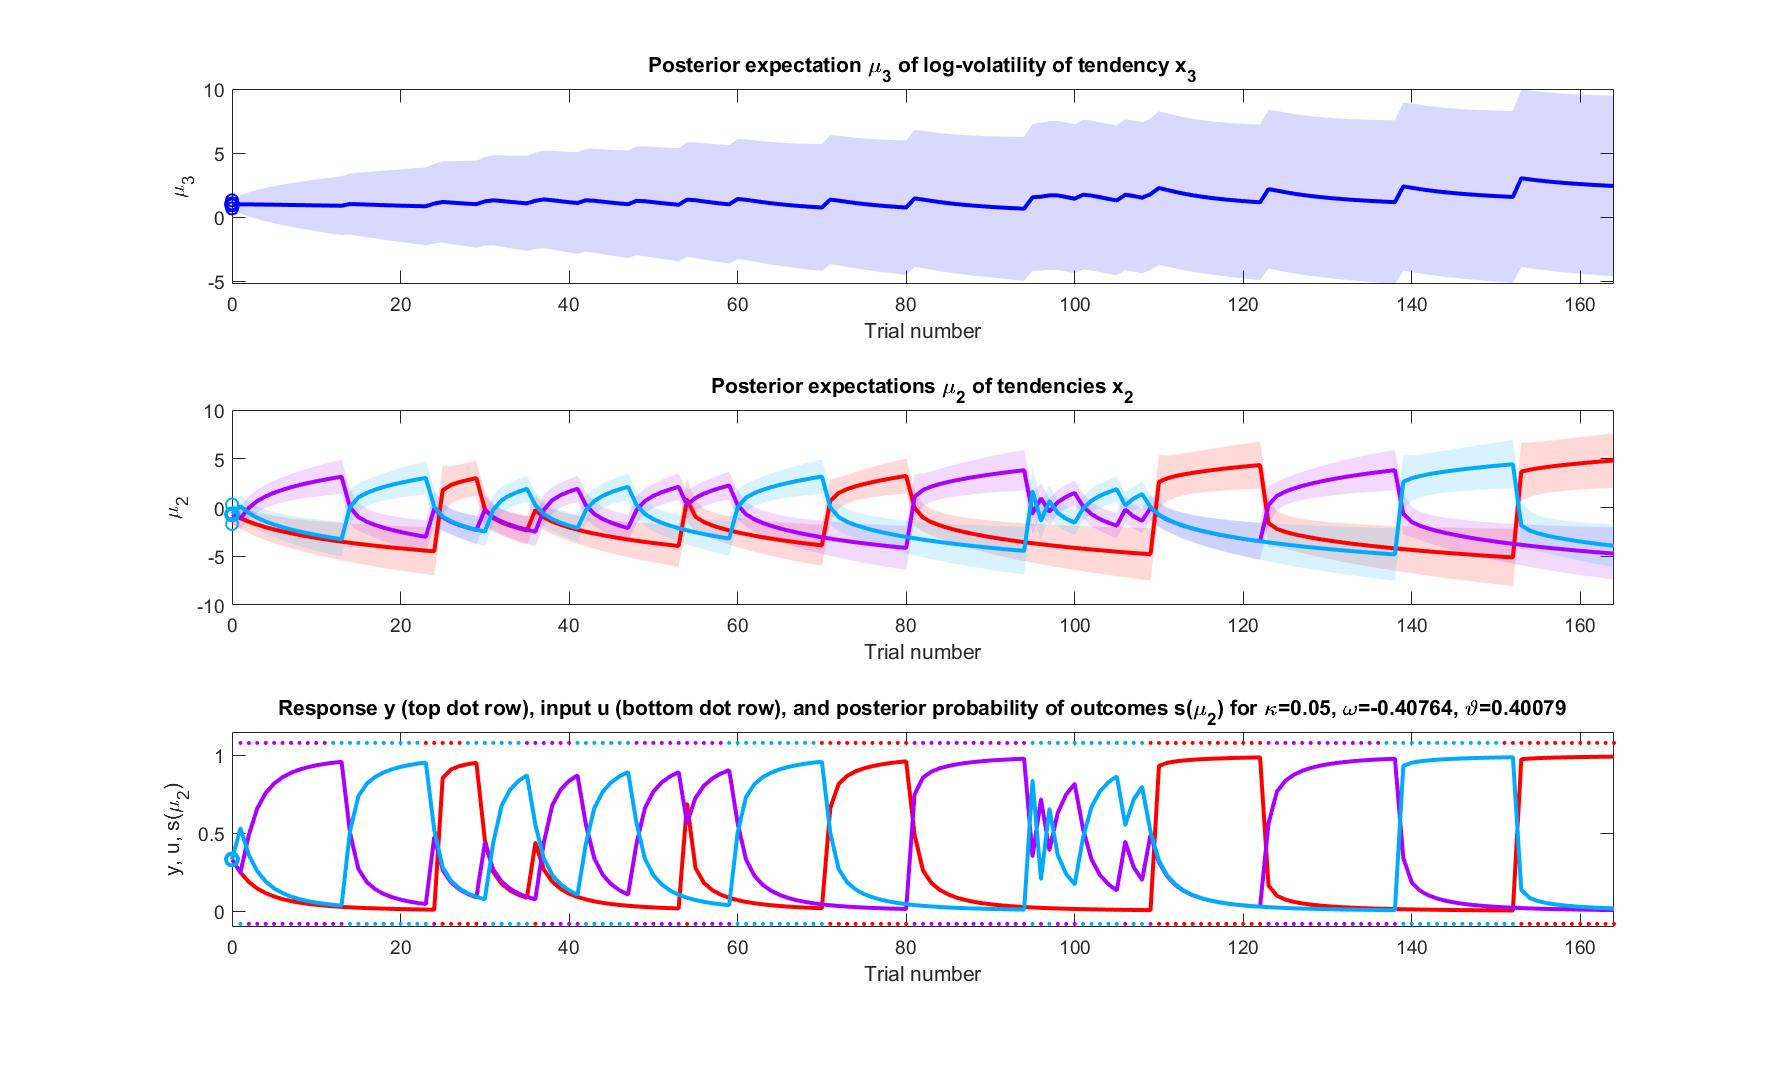 Posterior expectation μ3 of log-volatility of tendency x3
10
5
0
-5
μ3
0 20 40 60 80 100 120 140 160
Trial number
Posterior expectations μ2 of tendencies x2
10
5
0
-5
-10
μ2
0 20 40 60 80 100 120 140 160
Trial number
Response y (top dot row), input u (bottom dot row), and posterior probability of outcomes s(μ2) for κ=0.05, ω=-0.40764, ϑ=0.40079
1
0.5
0
y, u, s(μ2)
0 20 40 60 80 100 120 140 160
Trial number